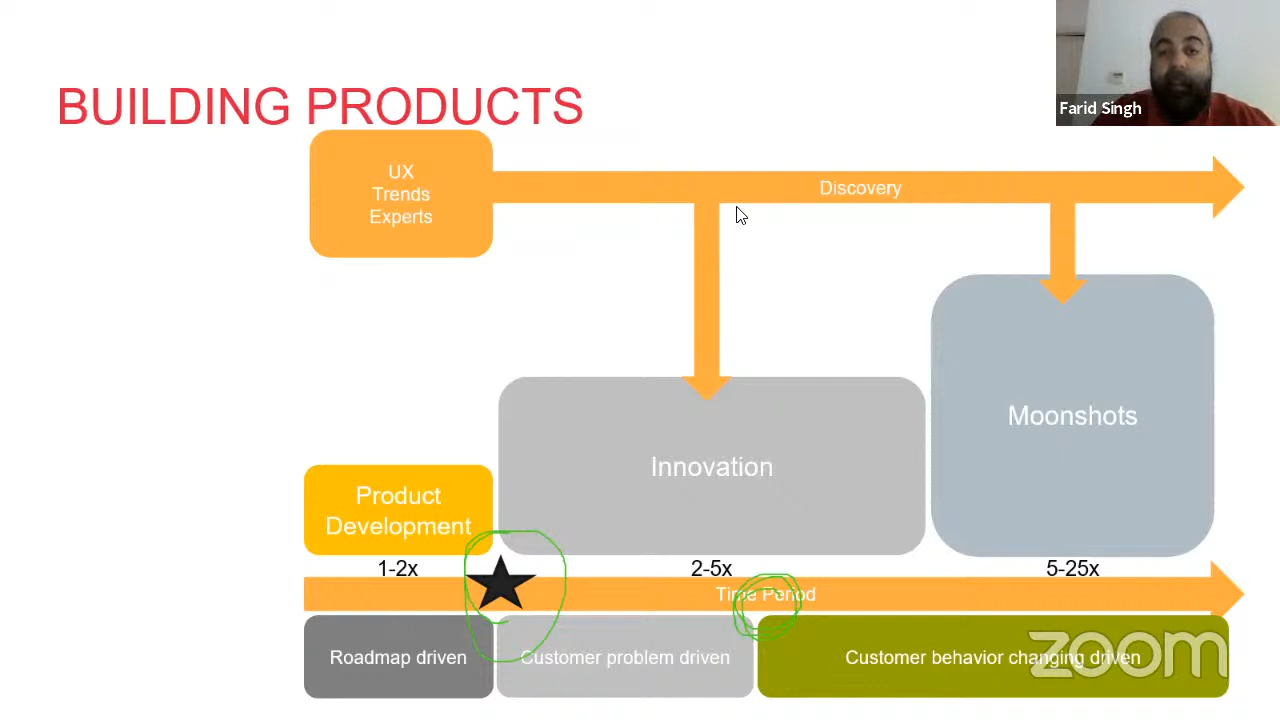 BUILDING PRODUCTS
Farid Singh
UX
Trends
Experts
Discovery
Moonshots
Innovation
Product
Development
1-2x
2-5x
5-25x
Time Period
Roadmap driven
Customer problem driven
Customer behavior changing driven
zoom